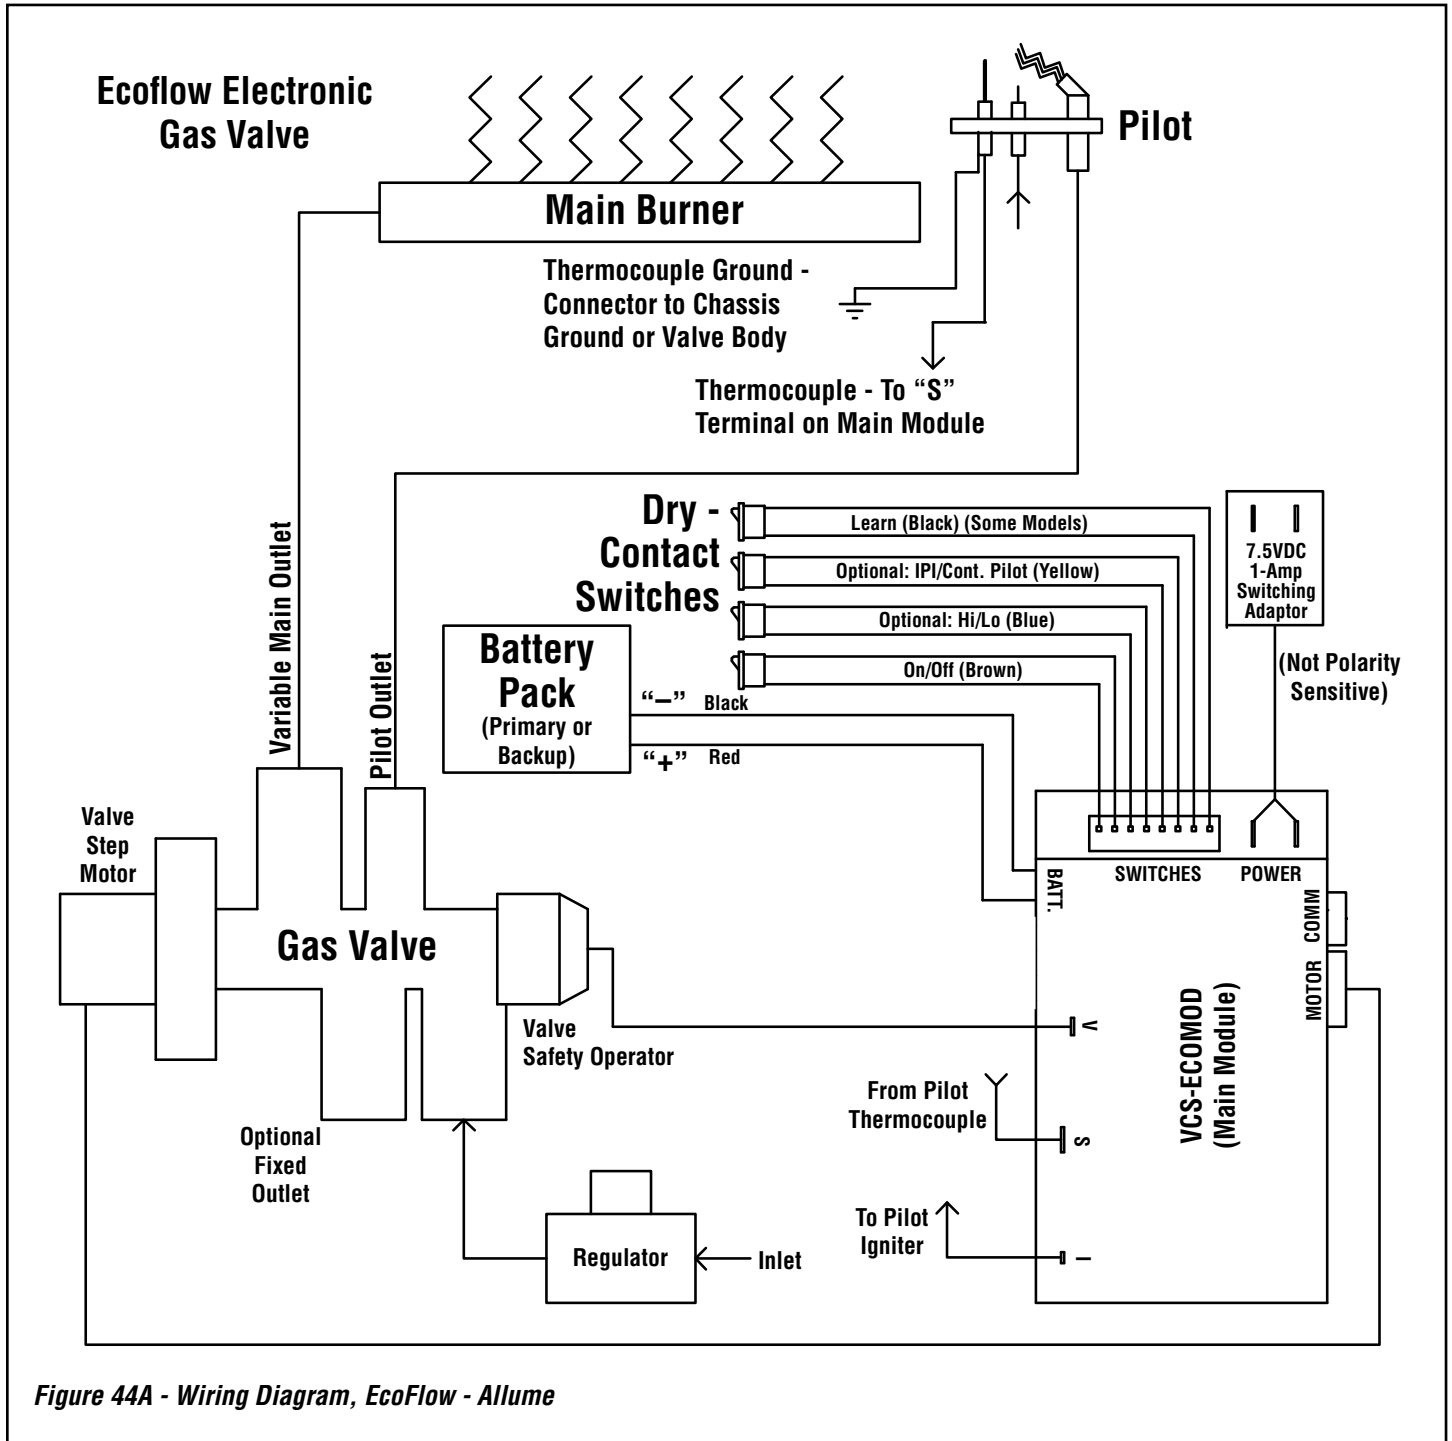 Ecoflow Electronic
Gas Valve
Pilot
Main Burner
Thermocouple Ground -
Connector to Chassis
Ground or Valve Body
Thermocouple - To “S”
Terminal on Main Module
Variable Main Outlet
Pilot Outlet
Dry -
Contact
Switches
Learn (Black) (Some Models)
Optional: IPI/Cont. Pilot (Yellow)
Optional: Hi/Lo (Blue)
On/Off (Brown)
7.5VDC
1-Amp
Switching
Adaptor
(Not Polarity
Sensitive)
Battery
Pack
(Primary or
Backup)
“–” Black
“+” Red
Valve
Step
Motor
Gas Valve
Valve
Safety Operator
Optional
Fixed
Outlet
Regulator
Inlet
SWITCHES
POWER
BATT.
COMM
MOTOR
VCS-ECOMOD
(Main Module)
V
From Pilot
Thermocouple
S
To Pilot
Igniter
I
Figure 44A - Wiring Diagram, EcoFlow - Allume